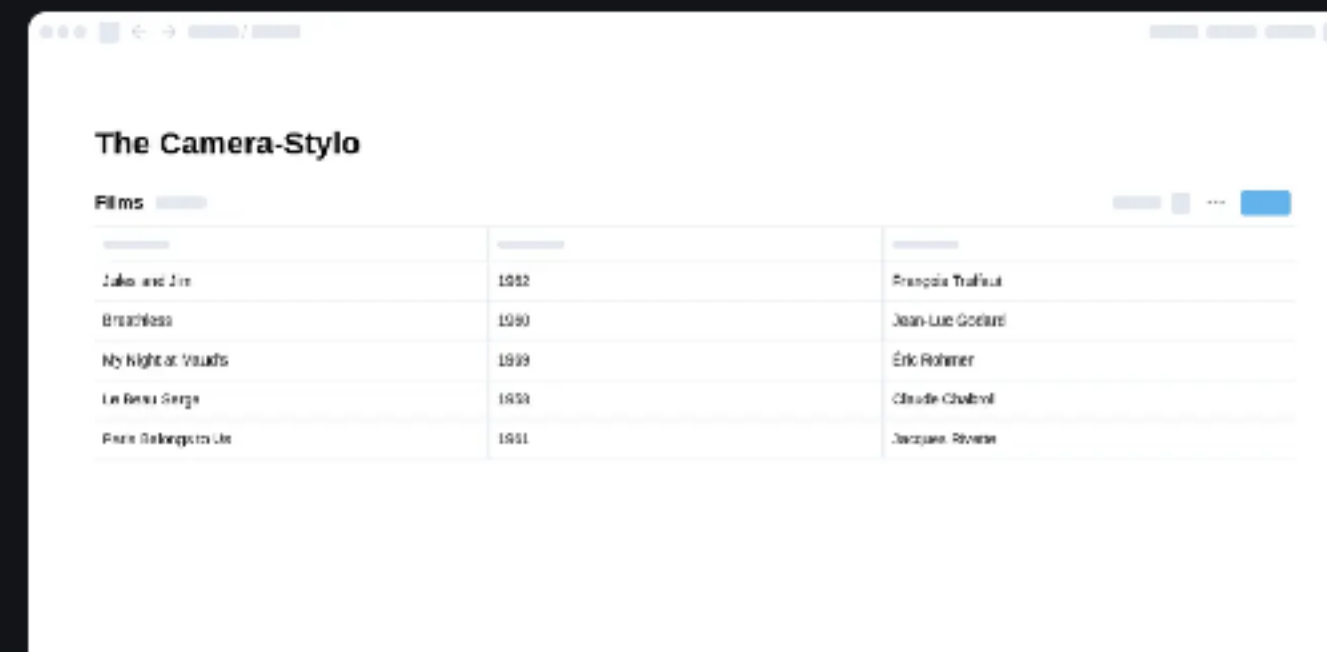 The Camera-Stylo
Films
Jules and Jim 1962 François Truffaut
Breathless 1960 Jean-Luc Godard
My Night at Maud's 1969 Éric Rohmer
Le Beau Serge 1958 Claude Chabrol
Paris Belongs to Us 1961 Jacques Rivette